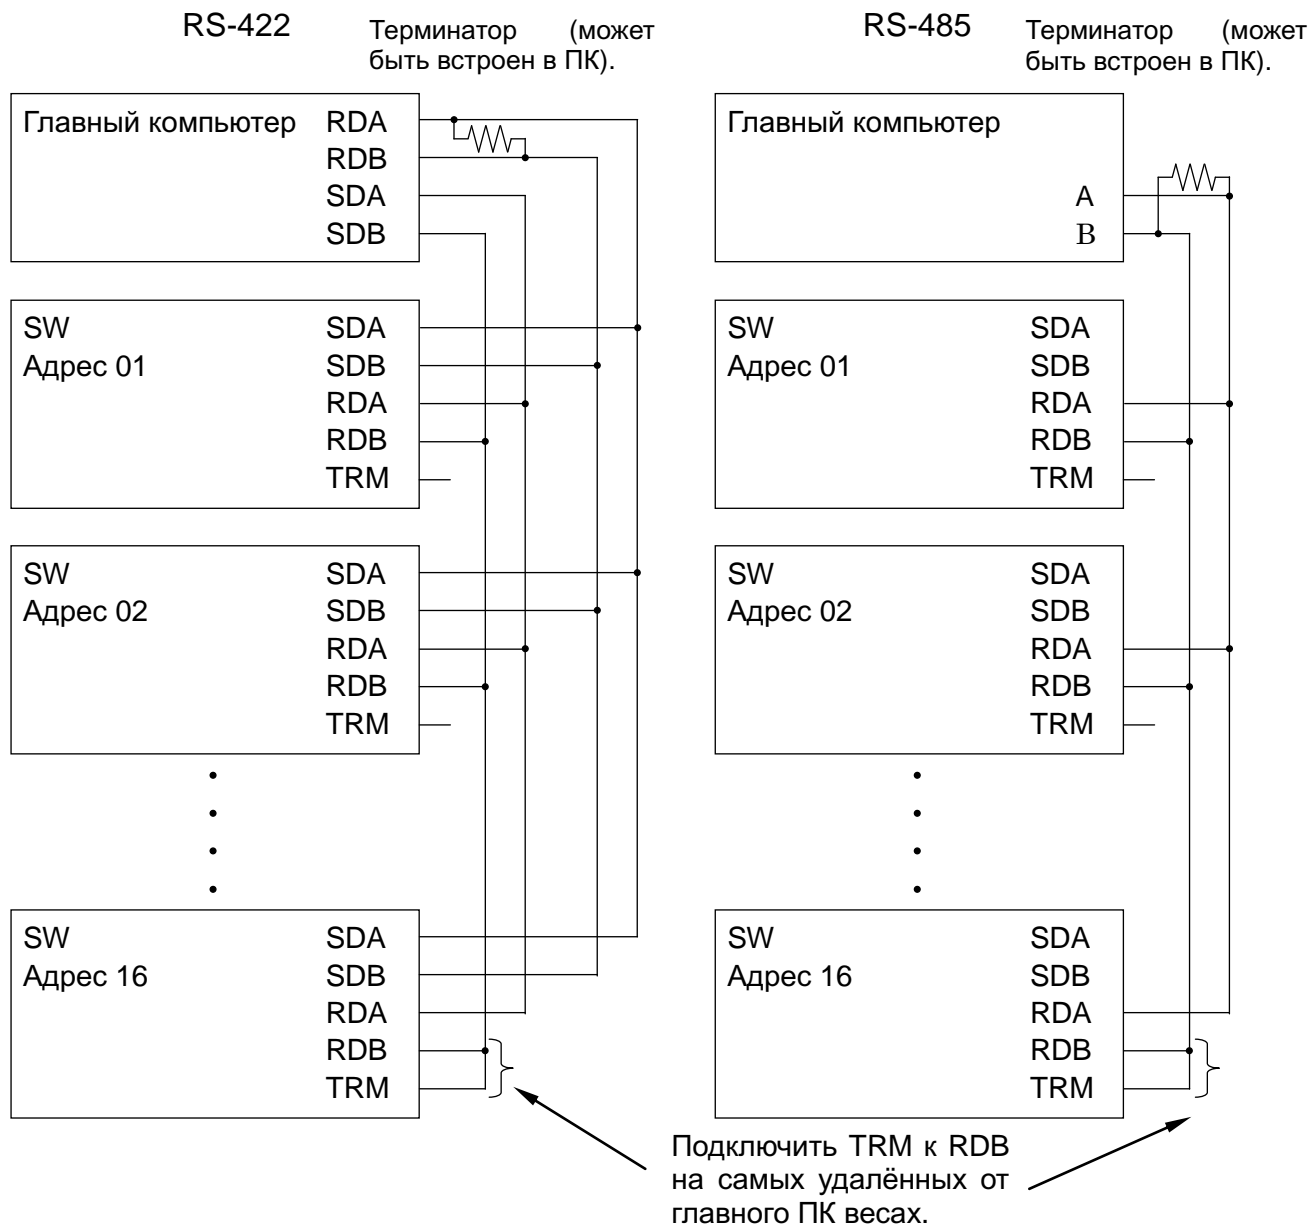 RS-422
Терминатор (может
быть встроен в ПК).
Главный компьютер
RDA
RDB
SDA
SDB
SW
Адрес 01
SDA
SDB
RDA
RDB
TRM
SW
Адрес 02
SDA
SDB
RDA
RDB
TRM
SW
Адрес 16
SDA
SDB
RDA
RDB
TRM
RS-485
Терминатор (может
быть встроен в ПК).
Главный компьютер
A
B
SW
Адрес 01
SDA
SDB
RDA
RDB
TRM
SW
Адрес 02
SDA
SDB
RDA
RDB
TRM
SW
Адрес 16
SDA
SDB
RDA
RDB
TRM
Подключить TRM к RDB
на самых удалённых от
главного ПК весах.